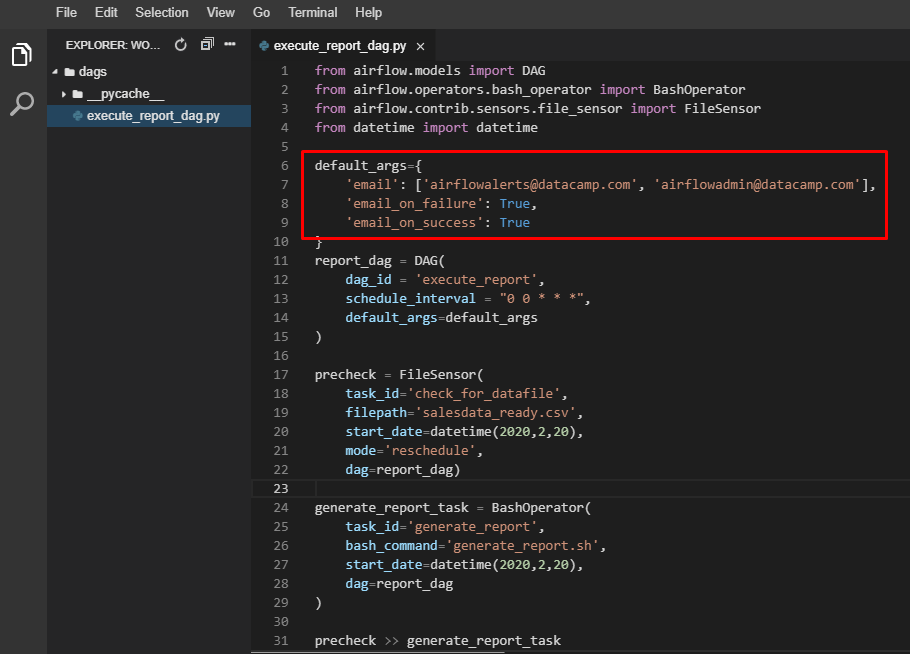 File Edit Selection View Go Terminal Help
EXPLORER: WO...
dags
__pycache__
execute_report_dag.py
execute_report_dag.py ×
1 from airflow.models import DAG
2 from airflow.operators.bash_operator import BashOperator
3 from airflow.contrib.sensors.file_sensor import FileSensor
4 from datetime import datetime
5
6 default_args={
7     'email': ['airflowalerts@datacamp.com', 'airflowadmin@datacamp.com'],
8     'email_on_failure': True,
9     'email_on_success': True
10 }
11 report_dag = DAG(
12     dag_id = 'execute_report',
13     schedule_interval = "0 0 * * *",
14     default_args=default_args
15 )
16
17 precheck = FileSensor(
18     task_id='check_for_datafile',
19     filepath='salesdata_ready.csv',
20     start_date=datetime(2020,2,20),
21     mode='reschedule',
22     dag=report_dag)
23
24 generate_report_task = BashOperator(
25     task_id='generate_report',
26     bash_command='generate_report.sh',
27     start_date=datetime(2020,2,20),
28     dag=report_dag
29 )
30
31 precheck >> generate_report_task